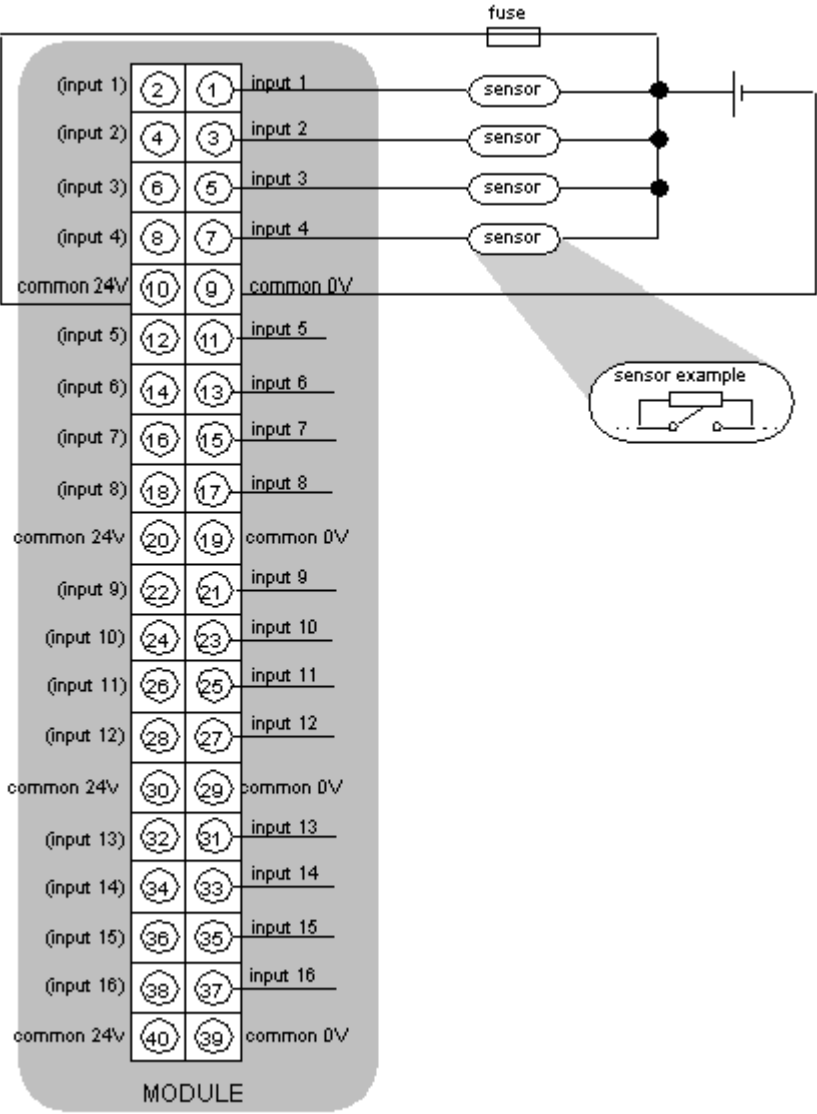 fuse
(input 1) 2 1 input 1 sensor
(input 2) 4 3 input 2 sensor
(input 3) 6 5 input 3 sensor
(input 4) 8 7 input 4 sensor
common 24V 10 9 common 0V
(input 5) 12 11 input 5
sensor example
(input 6) 14 13 input 6
(input 7) 16 15 input 7
(input 8) 18 17 input 8
common 24V 20 19 common 0V
(input 9) 22 21 input 9
(input 10) 24 23 input 10
(input 11) 26 25 input 11
(input 12) 28 27 input 12
common 24V 30 29 common 0V
(input 13) 32 31 input 13
(input 14) 34 33 input 14
(input 15) 36 35 input 15
(input 16) 38 37 input 16
common 24V 40 39 common 0V
MODULE